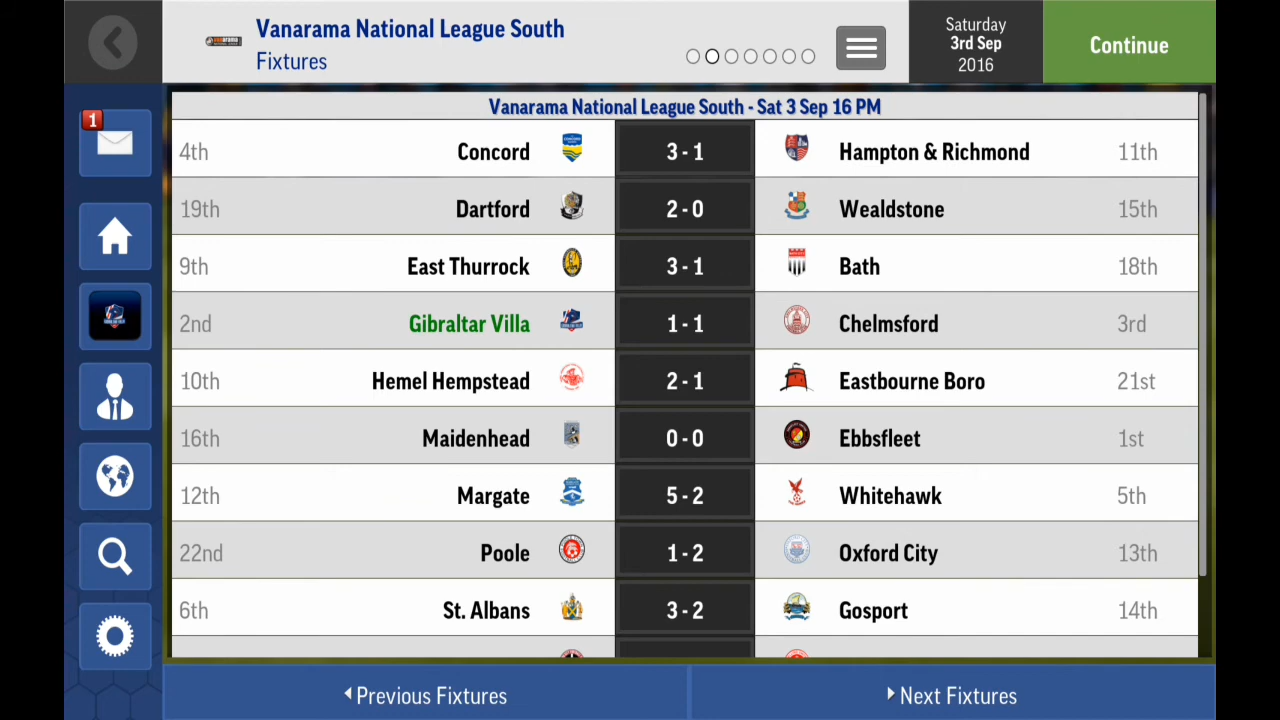 Vanarama National League South
Fixtures
Saturday
3rd Sep
2016
Continue
1
Vanarama National League South - Sat 3 Sep 16 PM
4th Concord 3 - 1 Hampton & Richmond 11th
19th Dartford 2 - 0 Wealdstone 15th
9th East Thurrock 3 - 1 Bath 18th
2nd Gibraltar Villa 1 - 1 Chelmsford 3rd
10th Hemel Hempstead 2 - 1 Eastbourne Boro 21st
16th Maidenhead 0 - 0 Ebbsfleet 1st
12th Margate 5 - 2 Whitehawk 5th
22nd Poole 1 - 2 Oxford City 13th
6th St. Albans 3 - 2 Gosport 14th
Previous Fixtures
Next Fixtures